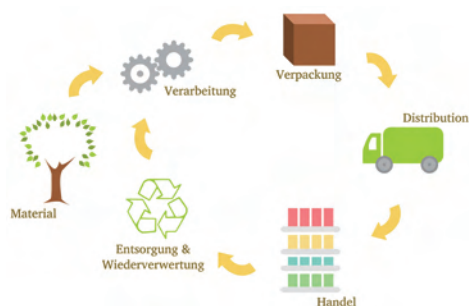 Verarbeitung
Verpackung
Distribution
Material
Entsorgung &
Wiederverwertung
Handel